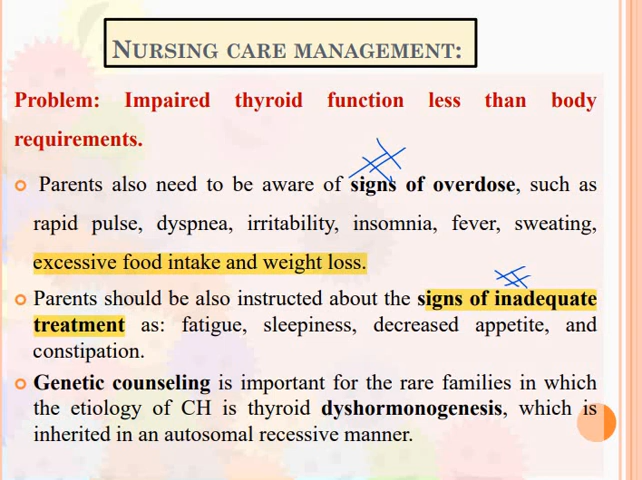 NURSING CARE MANAGEMENT:
Problem: Impaired thyroid function less than body
requirements.
Parents also need to be aware of signs of overdose, such as
rapid pulse, dyspnea, irritability, insomnia, fever, sweating,
excessive food intake and weight loss.
Parents should be also instructed about the signs of inadequate
treatment as: fatigue, sleepiness, decreased appetite, and
constipation.
Genetic counseling is important for the rare families in which
the etiology of CH is thyroid dyshormonogenesis, which is
inherited in an autosomal recessive manner.